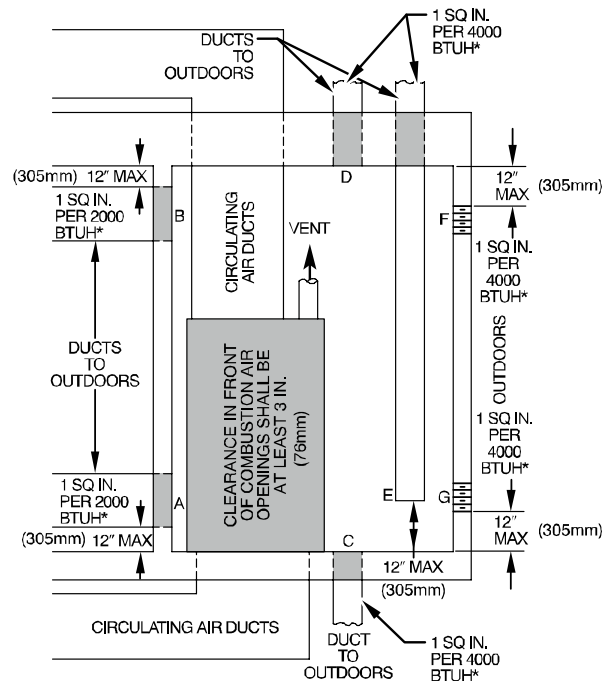 1 SQ IN.
PER 4000
BTUH*
DUCTS
TO
OUTDOORS
12″ MAX
(305mm)
1 SQ IN.
PER 2000
BTUH*
B
D
CIRCULATING
AIR DUCTS
VENT
12″
MAX
(305mm)
F
1 SQ IN.
PER
4000
BTUH*
DUCTS
TO
OUTDOORS
CLEARANCE IN FRONT
OF COMBUSTION AIR
OPENINGS SHALL BE
AT LEAST 3 IN.
(76mm)
OUTDOORS
1 SQ IN.
PER
4000
BTUH*
1 SQ IN.
PER 2000
BTUH*
A
E
G
12″
MAX
(305mm)
(305mm)
12″ MAX
C
12″ MAX
(305mm)
CIRCULATING AIR DUCTS
DUCT
TO
OUTDOORS
1 SQ IN.
PER 4000
BTUH*